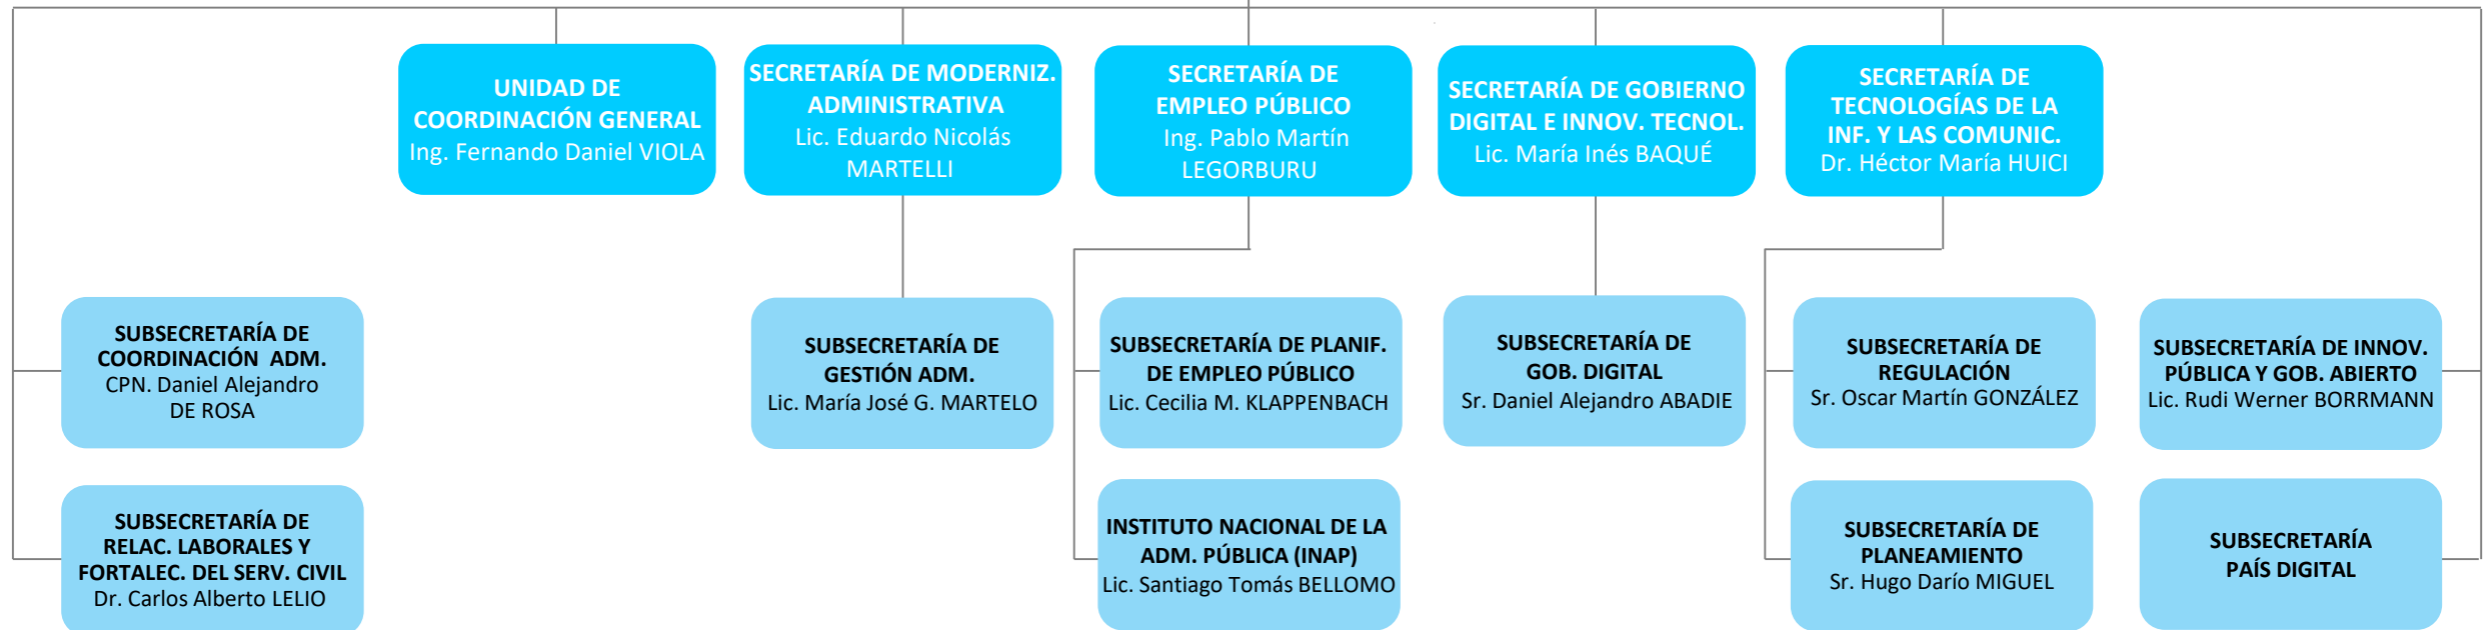 UNIDAD DE
COORDINACIÓN GENERAL
Ing. Fernando Daniel VIOLA
SECRETARÍA DE MODERNIZ.
ADMINISTRATIVA
Lic. Eduardo Nicolás
MARTELLI
SECRETARÍA DE
EMPLEO PÚBLICO
Ing. Pablo Martín
LEGORBURU
SECRETARÍA DE GOBIERNO
DIGITAL E INNOV. TECNOL.
Lic. María Inés BAQUÉ
SECRETARÍA DE
TECNOLOGÍAS DE LA
INF. Y LAS COMUNIC.
Dr. Héctor María HUICI
SUBSECRETARÍA DE
COORDINACIÓN ADM.
CPN. Daniel Alejandro
DE ROSA
SUBSECRETARÍA DE
GESTIÓN ADM.
Lic. María José G. MARTELO
SUBSECRETARÍA DE PLANIF.
DE EMPLEO PÚBLICO
Lic. Cecilia M. KLAPPENBACH
SUBSECRETARÍA DE
GOB. DIGITAL
Sr. Daniel Alejandro ABADIE
SUBSECRETARÍA DE
REGULACIÓN
Sr. Oscar Martín GONZÁLEZ
SUBSECRETARÍA DE INNOV.
PÚBLICA Y GOB. ABIERTO
Lic. Rudi Werner BORRMANN
SUBSECRETARÍA DE
RELAC. LABORALES Y
FORTALEC. DEL SERV. CIVIL
Dr. Carlos Alberto LELIO
INSTITUTO NACIONAL DE LA
ADM. PÚBLICA (INAP)
Lic. Santiago Tomás BELLOMO
SUBSECRETARÍA DE
PLANEAMIENTO
Sr. Hugo Darío MIGUEL
SUBSECRETARÍA
PAÍS DIGITAL